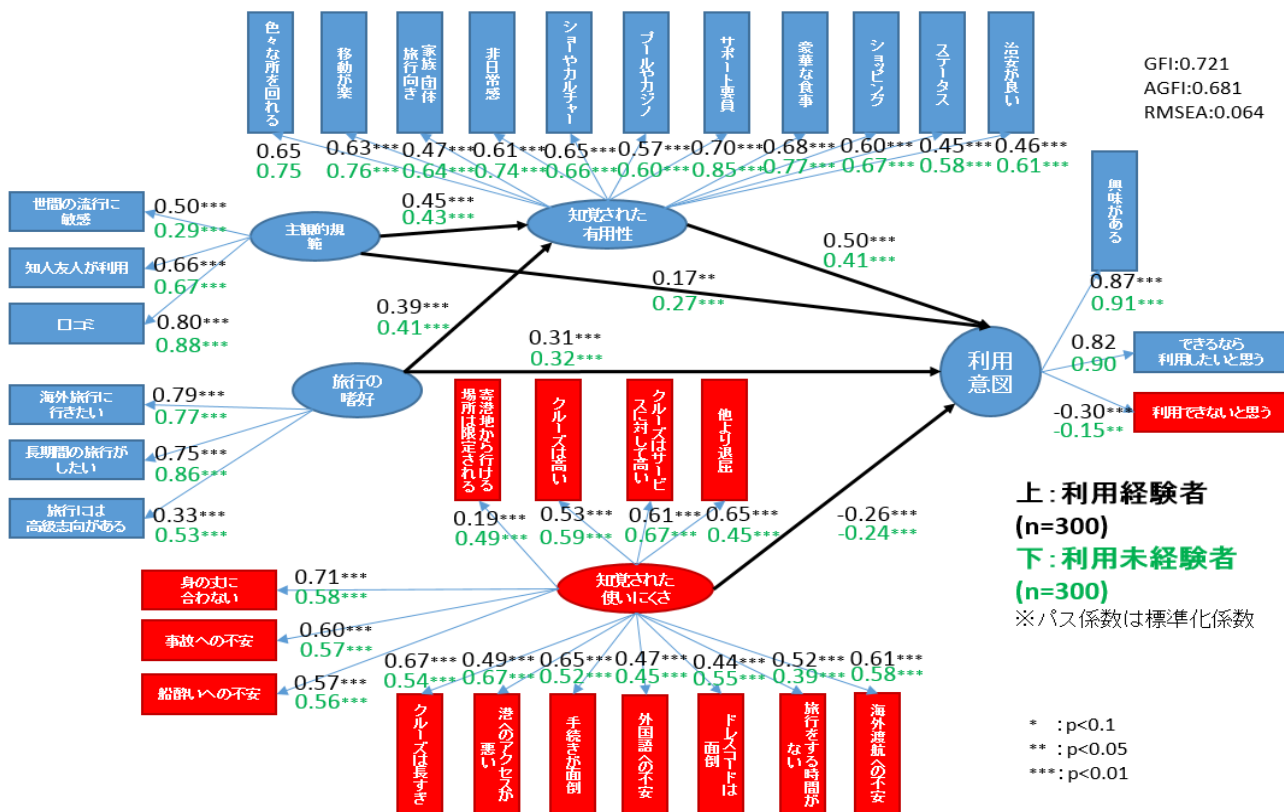 色々な所を回れる
移動が楽
家族、団体
旅行向き
非日常感
ショーやカルチャー
プールやカジノ
サポート要員
豪華な食事
ショッピング
ステータス
治安が良い
GFI:0.721
AGFI:0.681
RMSEA:0.064
0.65
0.63***
0.47***
0.61***
0.65***
0.57***
0.70***
0.68***
0.60***
0.45***
0.46***
0.75
0.76***
0.64***
0.74***
0.66***
0.60***
0.85***
0.77***
0.67***
0.58***
0.61***
世間の流行に
敏感
0.50***
0.29***
知人友人が利用
0.66***
0.67***
口コミ
0.80***
0.88***
主観的規
範
0.45***
0.43***
知覚された
有用性
0.50***
0.41***
0.17**
0.27***
0.39***
0.41***
0.31***
0.32***
興味がある
0.87***
0.91***
利用
意図
0.82
0.90
できるなら
利用したいと思う
-0.30***
-0.15**
利用できないと思う
旅行の
嗜好
海外旅行に
行きたい
0.79***
0.77***
長期間の旅行が
したい
0.75***
0.86***
旅行には
高級志向がある
0.33***
0.53***
寄港地から行ける
場所は限定される
クルーズは高い
クルーズはサービ
スに対して高い
他より退屈
0.19***
0.49***
0.53***
0.59***
0.61***
0.67***
0.65***
0.45***
-0.26***
-0.24***
知覚された
使いにくさ
身の丈に
合わない
0.71***
0.58***
事故への不安
0.60***
0.57***
船酔いへの不安
0.57***
0.56***
0.67***
0.49***
0.65***
0.47***
0.44***
0.52***
0.61***
0.54***
0.67***
0.52***
0.45***
0.55***
0.39***
0.58***
クルーズは長すぎ
港へのアクセスが
悪い
手続きが面倒
外国語への不安
ドレスコードは
面倒
旅行をする時間が
ない
海外渡航への不安
上：利用経験者
(n=300)
下：利用未経験者
(n=300)
※パス係数は標準化係数
* ：p<0.1
** ：p<0.05
***：p<0.01